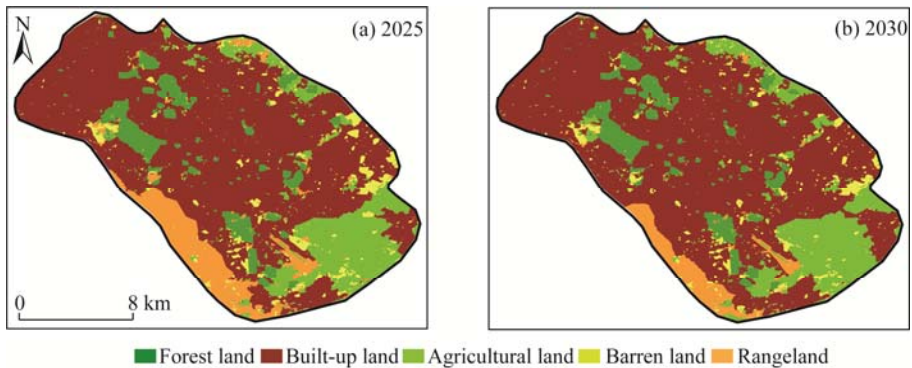 N
(a) 2025
(b) 2030
0 8 km
Forest land Built-up land Agricultural land Barren land Rangeland